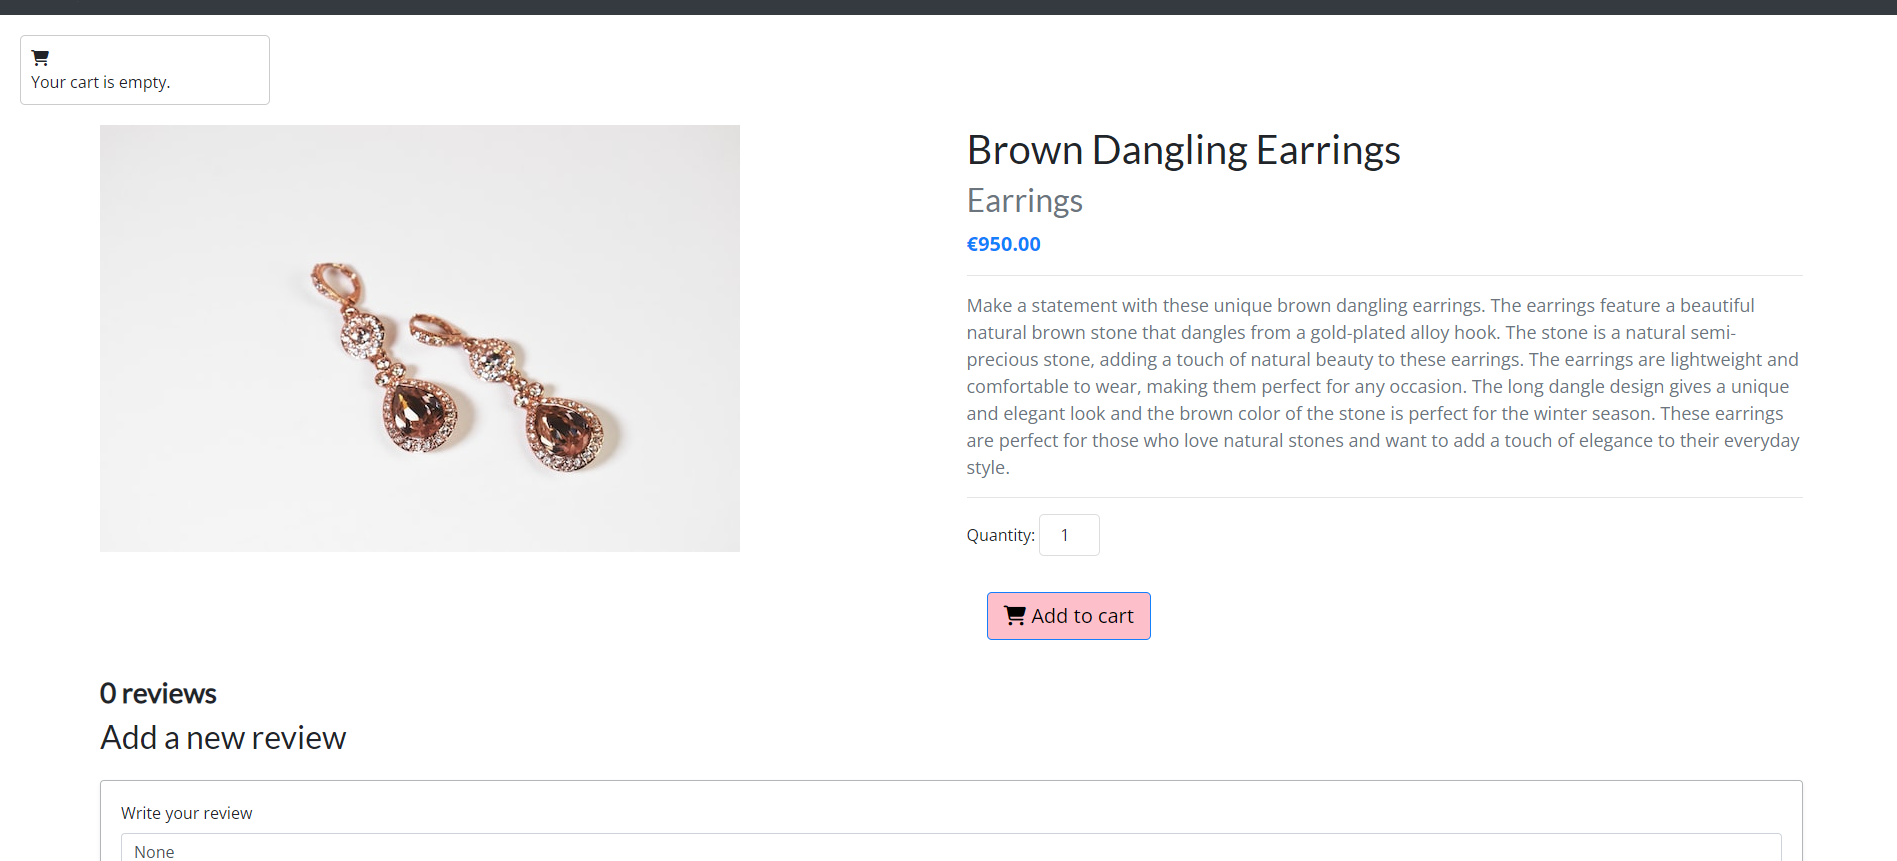 Your cart is empty.
Brown Dangling Earrings
Earrings
€950.00
Make a statement with these unique brown dangling earrings. The earrings feature a beautiful
natural brown stone that dangles from a gold-plated alloy hook. The stone is a natural semi-
precious stone, adding a touch of natural beauty to these earrings. The earrings are lightweight and
comfortable to wear, making them perfect for any occasion. The long dangle design gives a unique
and elegant look and the brown color of the stone is perfect for the winter season. These earrings
are perfect for those who love natural stones and want to add a touch of elegance to their everyday
style.
Quantity: 1
Add to cart
0 reviews
Add a new review
Write your review
None